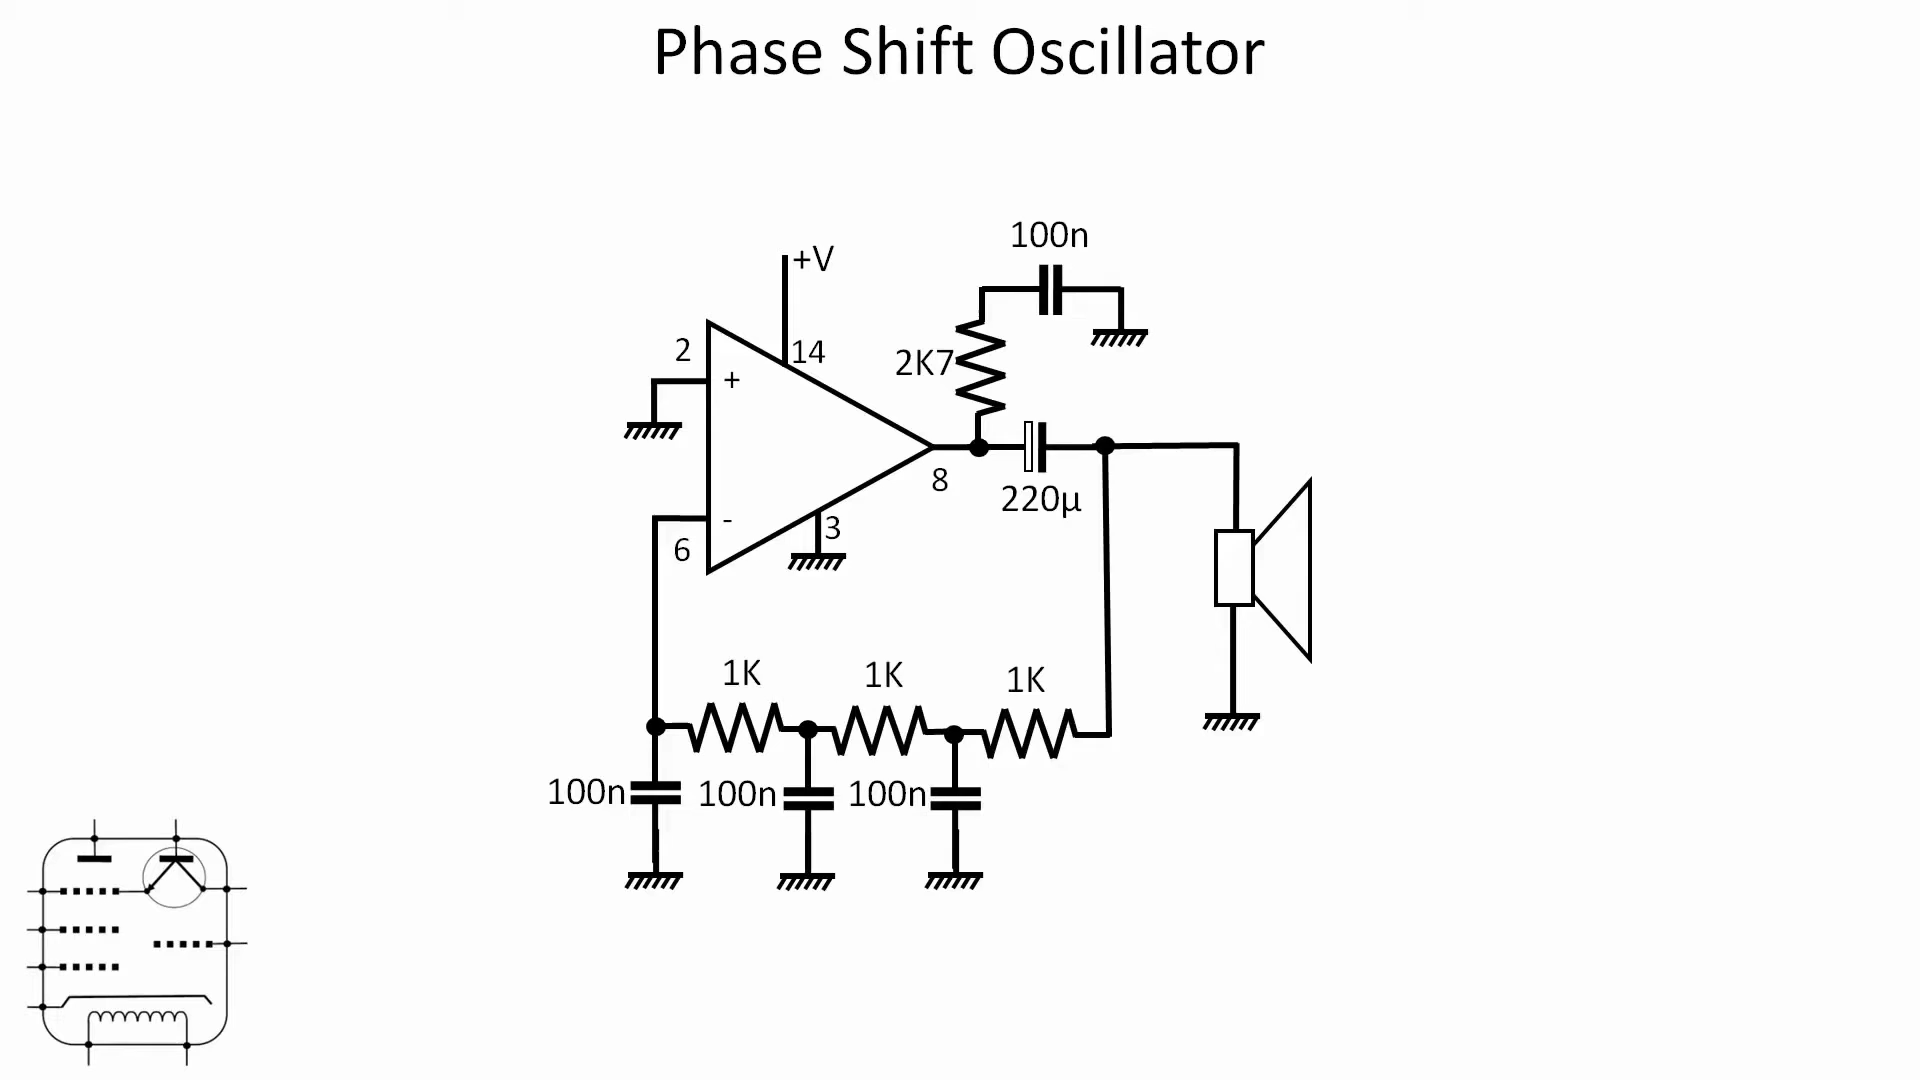 Phase Shift Oscillator
100n
+V
2
14
+
2K7
8
220µ
-
6
3
1K
1K
1K
100n
100n
100n